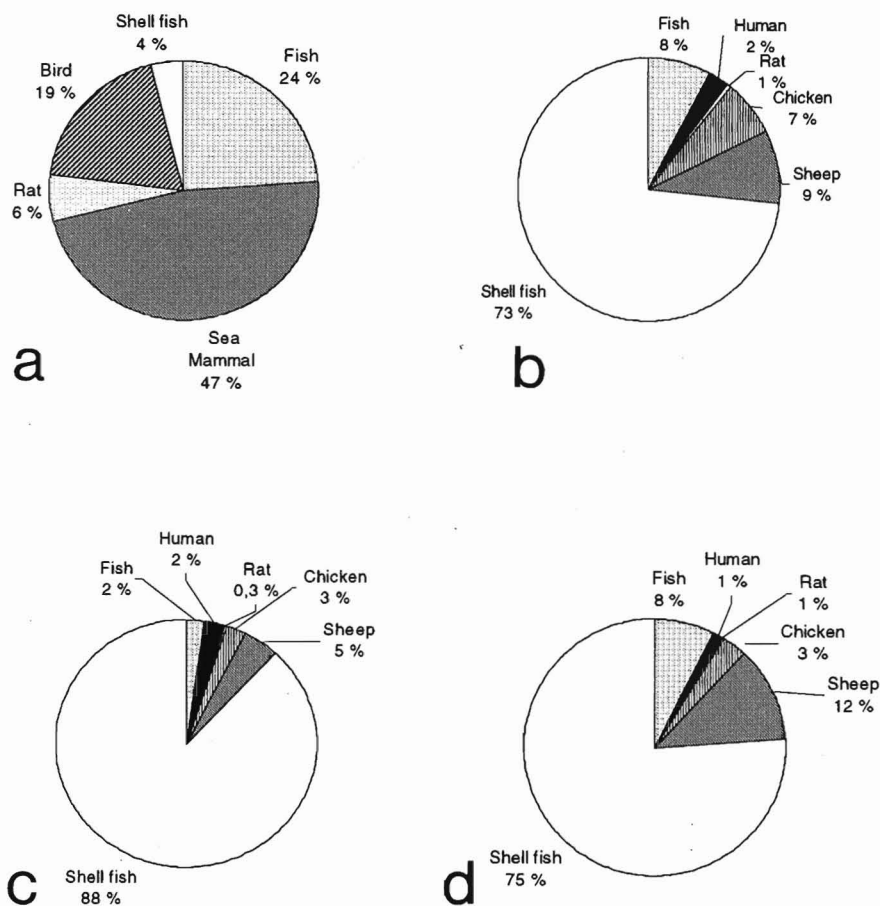 Shell fish
4 %
Fish
24 %
Bird
19 %
Rat
6 %
Sea
Mammal
47 %
a
Fish
8 %
Human
2 %
Rat
1 %
Chicken
7 %
Sheep
9 %
Shell fish
73 %
b
Fish
2 %
Human
2 %
Rat
0,3 %
Chicken
3 %
Sheep
5 %
Shell fish
88 %
c
Fish
8 %
Human
1 %
Rat
1 %
Chicken
3 %
Sheep
12 %
Shell fish
75 %
d